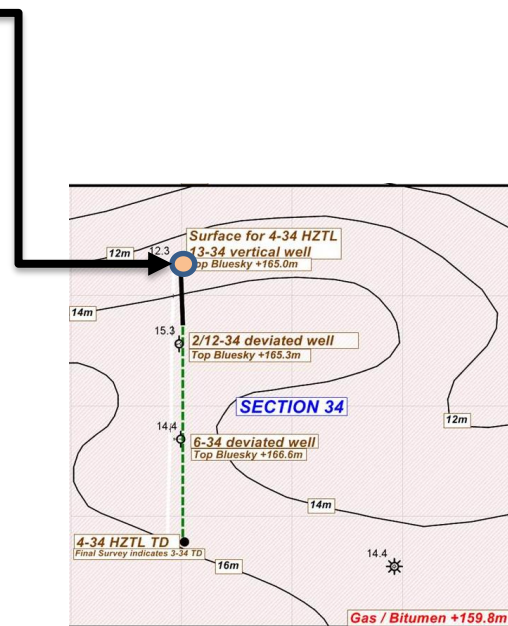 Surface for 4-34 HZTL
12m
12.3
13-34 vertical well
op Bluesky +165.0m
14m
15.3
2/12-34 deviated well
Top Bluesky +165.3m
SECTION 34
12m
14.4
6-34 deviated well
Top Bluesky +166.6m
14m
4-34 HZTL TD
Final Survey indicates 3-34 TD
16m
14.4
Gas / Bitumen +159.8m